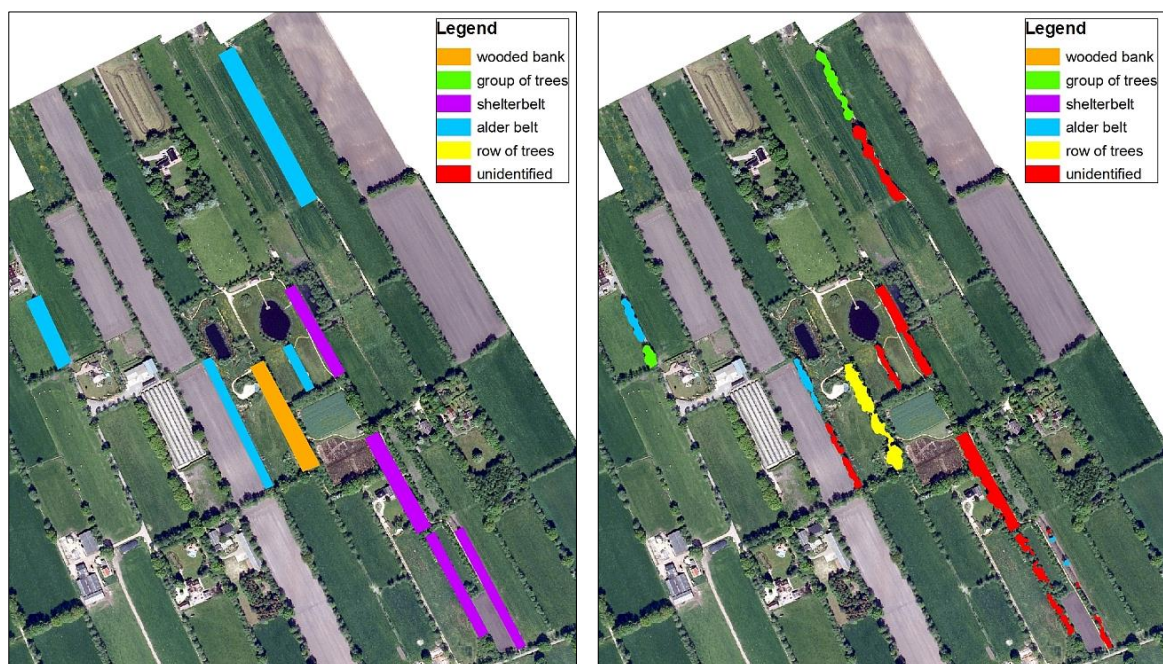 Legend
wooded bank
group of trees
shelterbelt
alder belt
row of trees
unidentified
Legend
wooded bank
group of trees
shelterbelt
alder belt
row of trees
unidentified